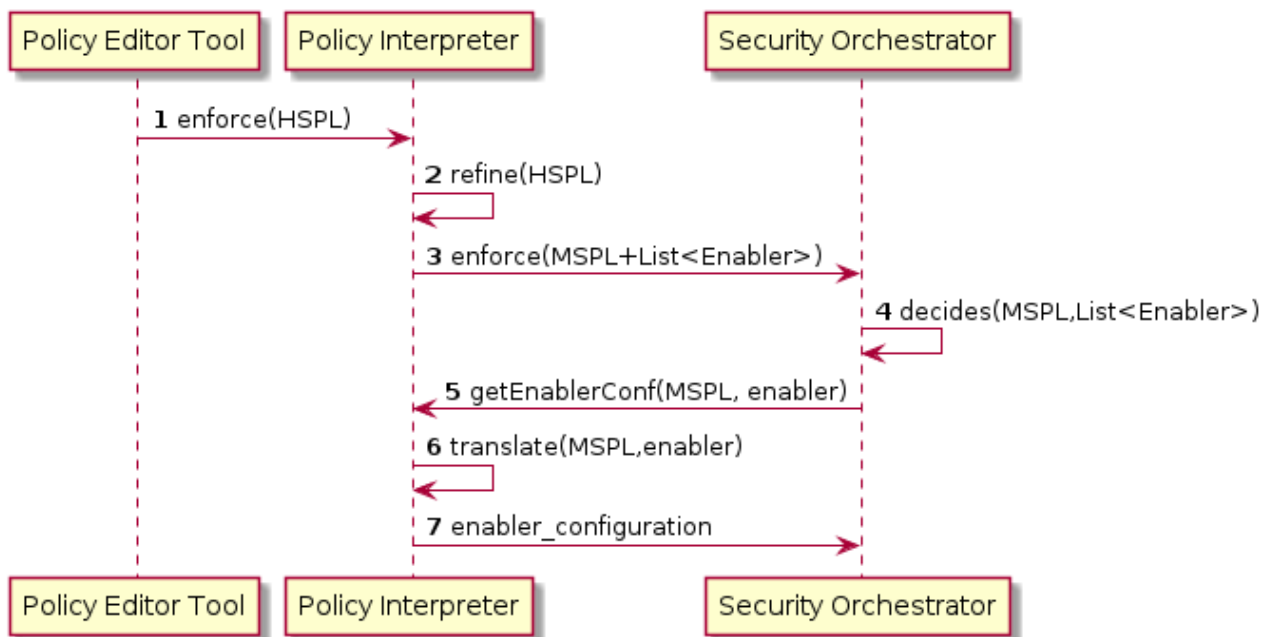 Policy Editor Tool
Policy Interpreter
Security Orchestrator
1 enforce(HSPL)
2 refine(HSPL)
3 enforce(MSPL+List<Enabler>)
4 decides(MSPL,List<Enabler>)
5 getEnablerConf(MSPL, enabler)
6 translate(MSPL,enabler)
7 enabler_configuration
Policy Editor Tool
Policy Interpreter
Security Orchestrator